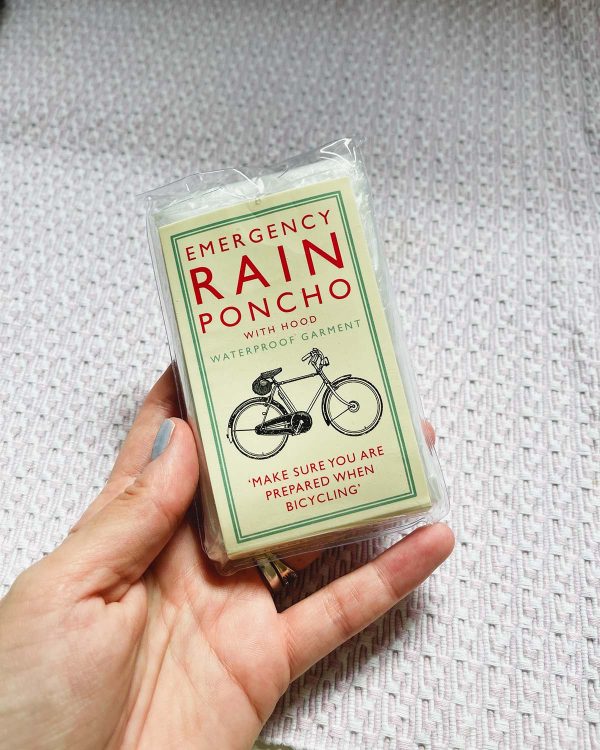 EMERGENCY
RAIN
PONCHO
WITH HOOD
WATERPROOF GARMENT
'MAKE SURE YOU ARE
PREPARED WHEN
BICYCLING'